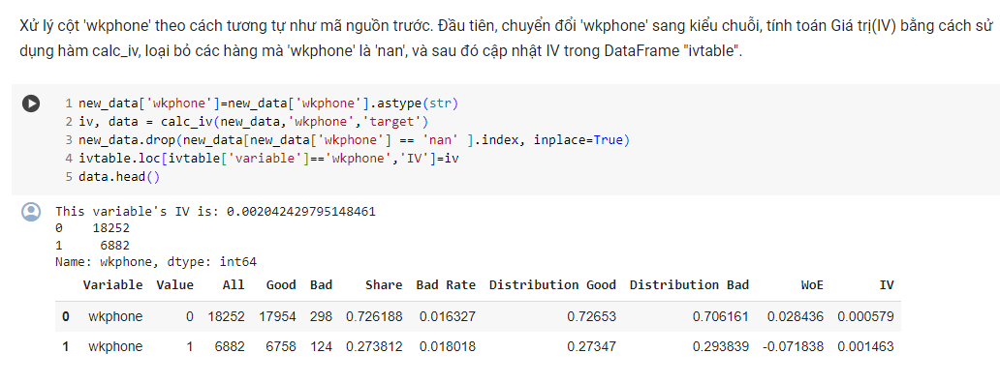 Xử lý cột 'wkphone' theo cách tương tự như mã nguồn trước. Đầu tiên, chuyển đổi 'wkphone' sang kiểu chuỗi, tính toán Giá trị(IV) bằng cách sử
dụng hàm calc_iv, loại bỏ các hàng mà 'wkphone' là 'nan', và sau đó cập nhật IV trong DataFrame "ivtable".
1 new_data['wkphone']=new_data['wkphone'].astype(str)
2 iv, data = calc_iv(new_data,'wkphone','target')
3 new_data.drop(new_data[new_data['wkphone'] == 'nan' ].index, inplace=True)
4 ivtable.loc[ivtable['variable']=='wkphone','IV']=iv
5 data.head()
This variable's IV is: 0.002042429795148461
0 18252
1 6882
Name: wkphone, dtype: int64
Variable Value All Good Bad Share Bad Rate Distribution Good Distribution Bad WoE IV
0 wkphone 0 18252 17954 298 0.726188 0.016327 0.72653 0.706161 0.028436 0.000579
1 wkphone 1 6882 6758 124 0.273812 0.018018 0.27347 0.293839 -0.071838 0.001463